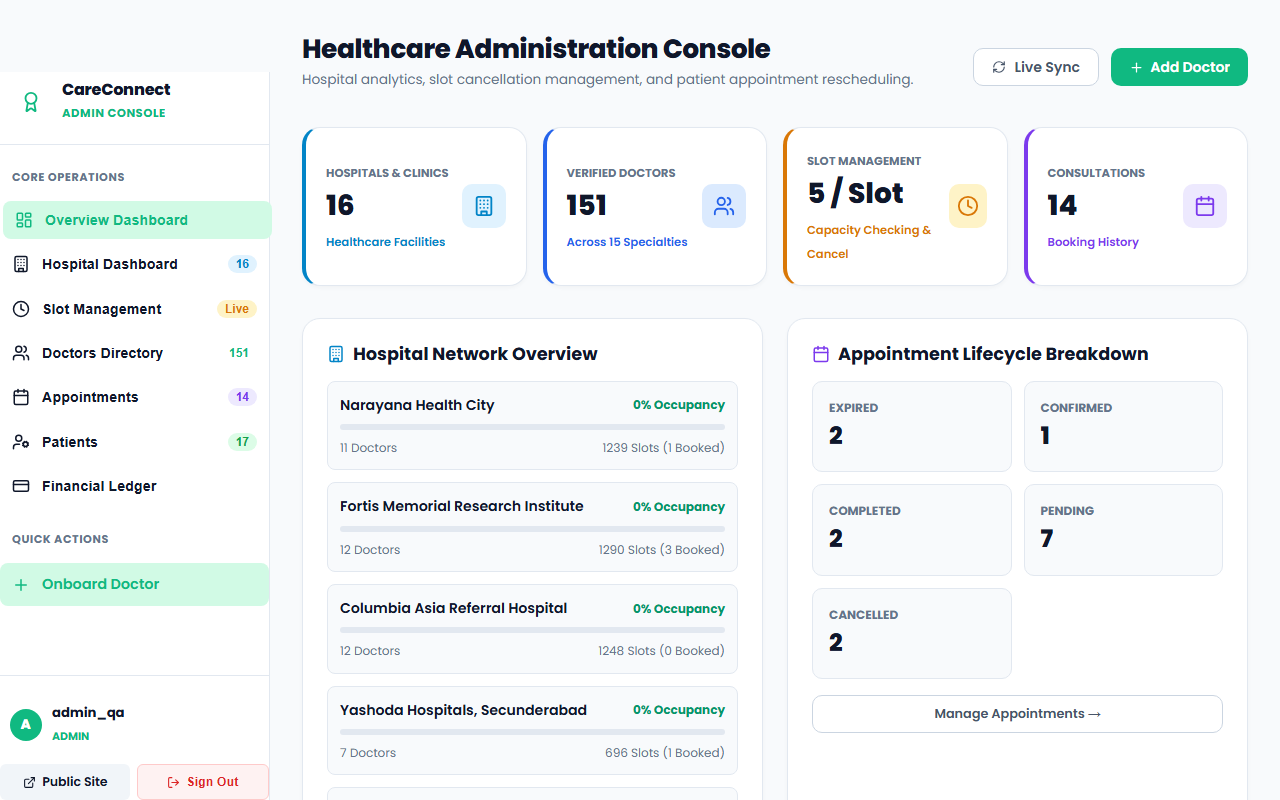 CareConnect
ADMIN CONSOLE
CORE OPERATIONS
Overview Dashboard
Hospital Dashboard 16
Slot Management Live
Doctors Directory 151
Appointments 14
Patients 17
Financial Ledger
QUICK ACTIONS
Onboard Doctor
A
admin_qa
ADMIN
Public Site Sign Out
Healthcare Administration Console
Hospital analytics, slot cancellation management, and patient appointment rescheduling.
Live Sync
Add Doctor
HOSPITALS & CLINICS
16
Healthcare Facilities
VERIFIED DOCTORS
151
Across 15 Specialties
SLOT MANAGEMENT
5 / Slot
Capacity Checking &
Cancel
CONSULTATIONS
14
Booking History
Hospital Network Overview
Narayana Health City 0% Occupancy
11 Doctors 1239 Slots (1 Booked)
Fortis Memorial Research Institute 0% Occupancy
12 Doctors 1290 Slots (3 Booked)
Columbia Asia Referral Hospital 0% Occupancy
12 Doctors 1248 Slots (0 Booked)
Yashoda Hospitals, Secunderabad 0% Occupancy
7 Doctors 696 Slots (1 Booked)
Appointment Lifecycle Breakdown
EXPIRED
2
CONFIRMED
1
COMPLETED
2
PENDING
7
CANCELLED
2
Manage Appointments →